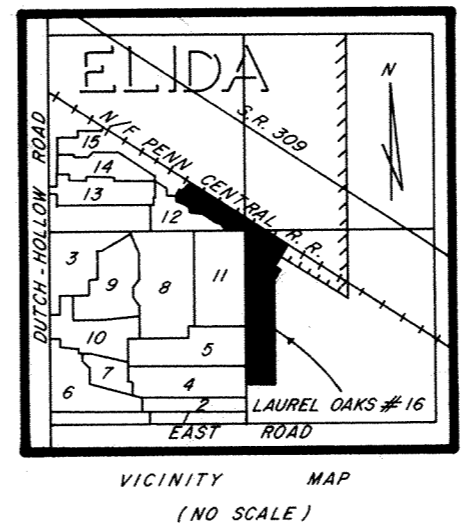 ELIDA
N
S.R. 309
N/F PENN CENTRAL R.R.
DUTCH-HOLLOW ROAD
15
14
13
12
3
9
8
11
10
5
7
6
4
2
1
LAUREL OAKS #16
EAST ROAD
VICINITY MAP
(NO SCALE)